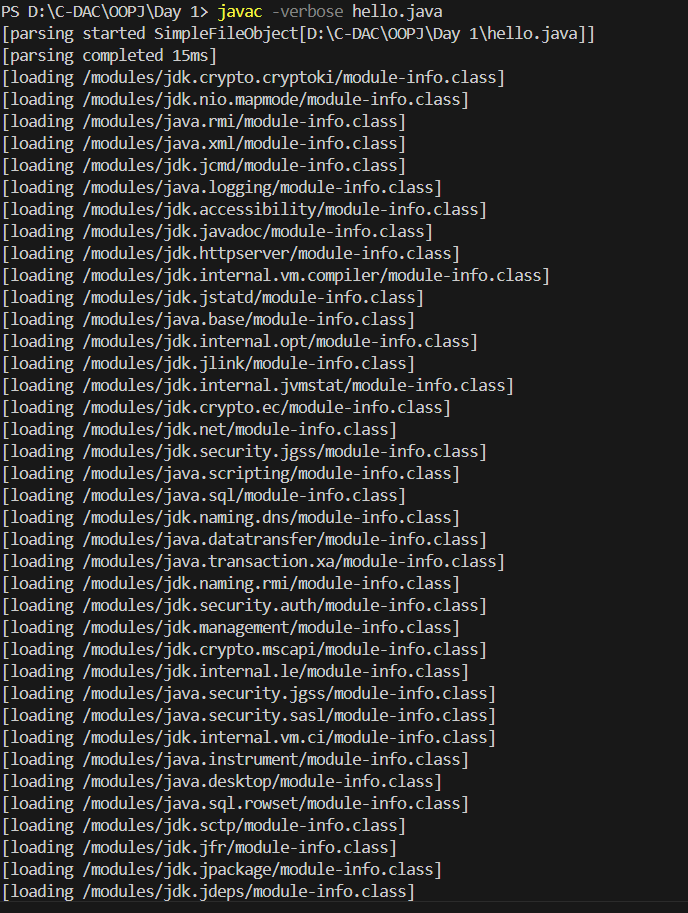 PS D:\C-DAC\OOPJ\Day 1> javac -verbose hello.java
[parsing started SimpleFileObject[D:\C-DAC\OOPJ\Day 1\hello.java]]
[parsing completed 15ms]
[loading /modules/jdk.crypto.cryptoki/module-info.class]
[loading /modules/jdk.nio.mapmode/module-info.class]
[loading /modules/java.rmi/module-info.class]
[loading /modules/java.xml/module-info.class]
[loading /modules/jdk.jcmd/module-info.class]
[loading /modules/java.logging/module-info.class]
[loading /modules/jdk.accessibility/module-info.class]
[loading /modules/jdk.javadoc/module-info.class]
[loading /modules/jdk.httpserver/module-info.class]
[loading /modules/jdk.internal.vm.compiler/module-info.class]
[loading /modules/jdk.jstatd/module-info.class]
[loading /modules/java.base/module-info.class]
[loading /modules/jdk.internal.opt/module-info.class]
[loading /modules/jdk.jlink/module-info.class]
[loading /modules/jdk.internal.jvmstat/module-info.class]
[loading /modules/jdk.crypto.ec/module-info.class]
[loading /modules/jdk.net/module-info.class]
[loading /modules/jdk.security.jgss/module-info.class]
[loading /modules/java.scripting/module-info.class]
[loading /modules/java.sql/module-info.class]
[loading /modules/jdk.naming.dns/module-info.class]
[loading /modules/java.datatransfer/module-info.class]
[loading /modules/java.transaction.xa/module-info.class]
[loading /modules/jdk.naming.rmi/module-info.class]
[loading /modules/jdk.security.auth/module-info.class]
[loading /modules/jdk.management/module-info.class]
[loading /modules/jdk.crypto.mscapi/module-info.class]
[loading /modules/jdk.internal.le/module-info.class]
[loading /modules/java.security.jgss/module-info.class]
[loading /modules/java.security.sasl/module-info.class]
[loading /modules/jdk.internal.vm.ci/module-info.class]
[loading /modules/java.instrument/module-info.class]
[loading /modules/java.desktop/module-info.class]
[loading /modules/java.sql.rowset/module-info.class]
[loading /modules/jdk.sctp/module-info.class]
[loading /modules/jdk.jfr/module-info.class]
[loading /modules/jdk.jpackage/module-info.class]
[loading /modules/jdk.jdeps/module-info.class]